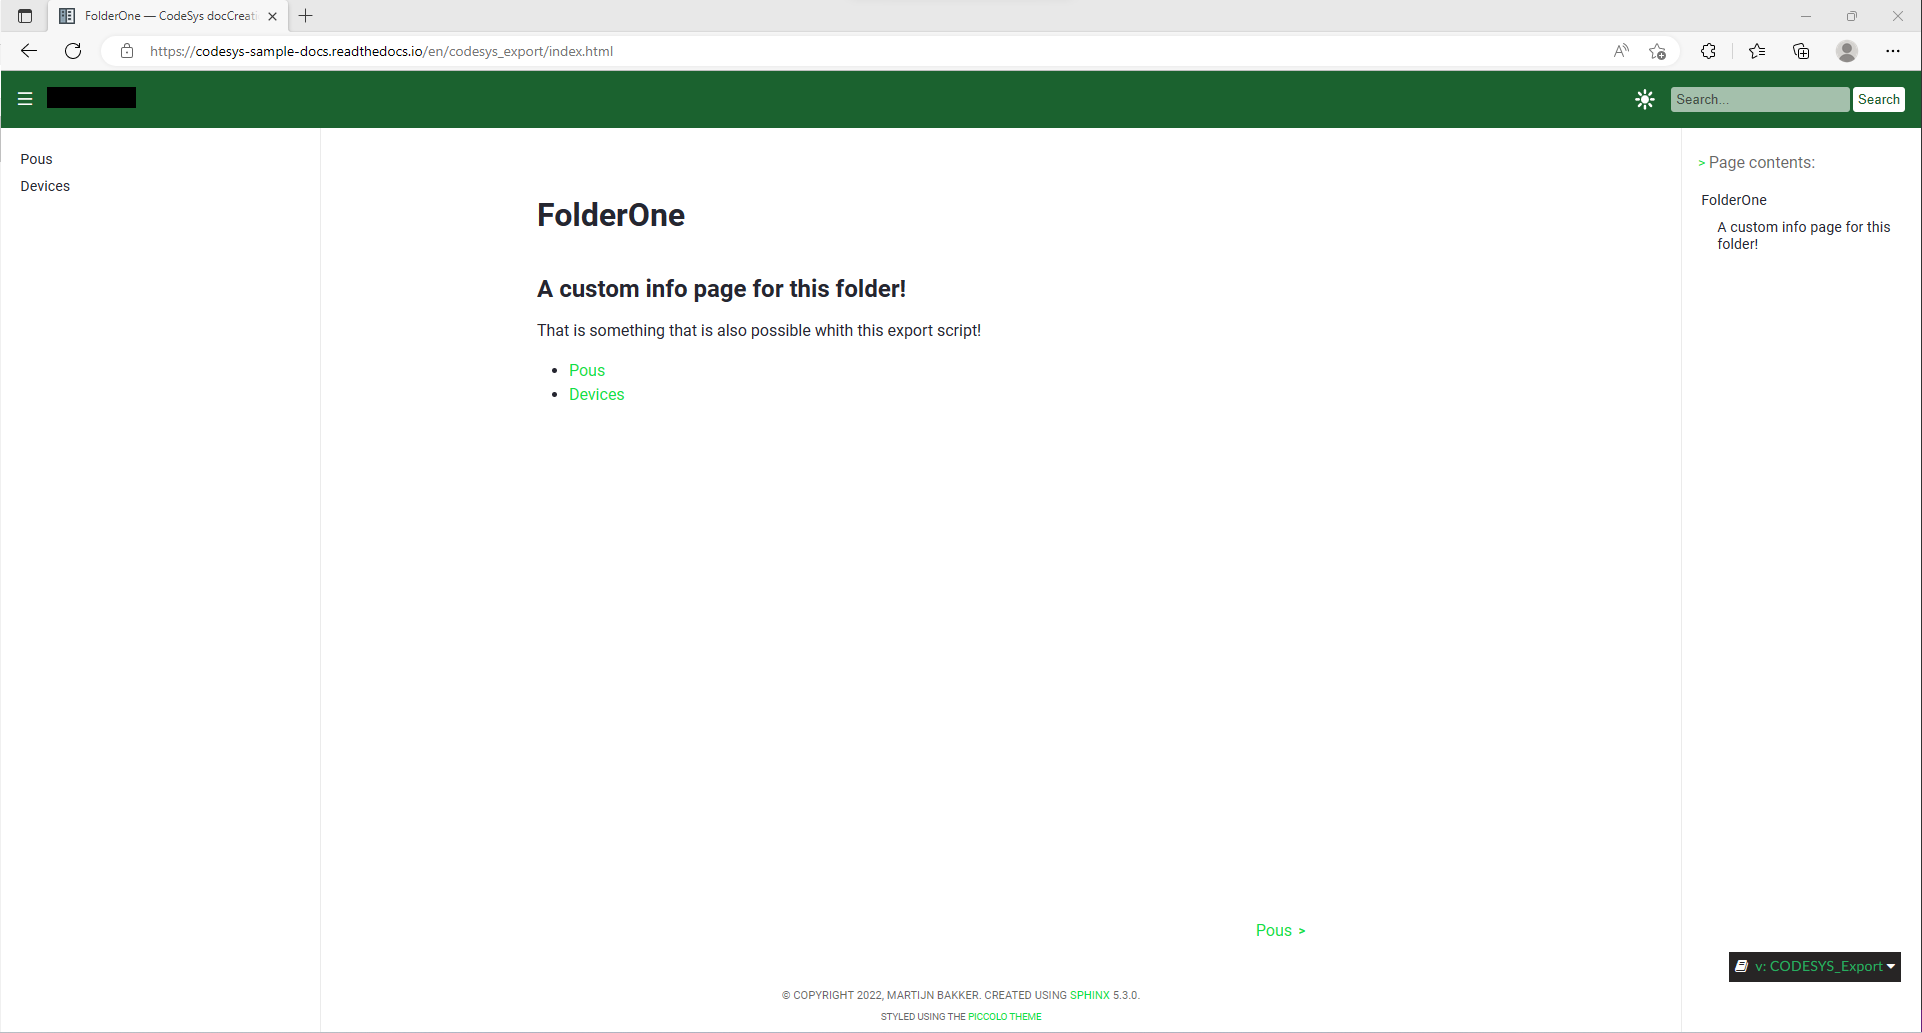 FolderOne — CodeSys docCreati
https://codesys-sample-docs.readthedocs.io/en/codesys_export/index.html
Search...
Search
Pous
Devices
FolderOne
A custom info page for this folder!
That is something that is also possible whith this export script!
Pous
Devices
> Page contents:
FolderOne
A custom info page for this
folder!
Pous >
v: CODESYS_Export
© COPYRIGHT 2022, MARTIJN BAKKER. CREATED USING SPHINX 5.3.0.
STYLED USING THE PICCOLO THEME